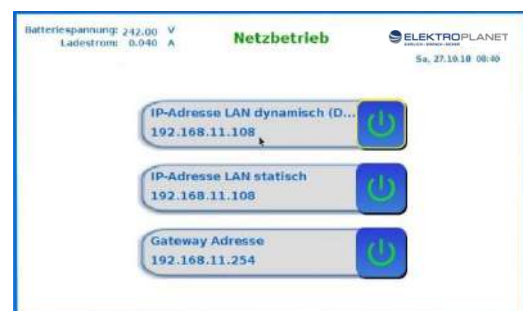 Batteriespannung: 242.00 V
Ladestrom: 0.040 A
Netzbetrieb
ELEKTROPLANET
Sa, 27.10.18 08:40
IP-Adresse LAN dynamisch (D...
192.168.11.108
IP-Adresse LAN statisch
192.168.11.108
Gateway Adresse
192.168.11.254